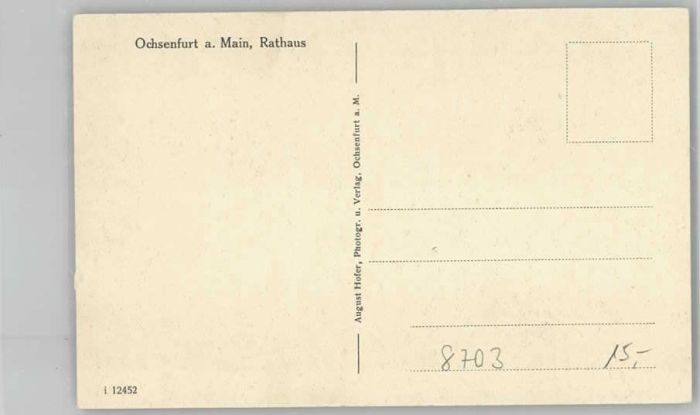 Ochsenfurt a. Main, Rathaus
August Hofer, Photogr. u. Verlag, Ochsenfurt a. M.
8703 15,-
i 12452